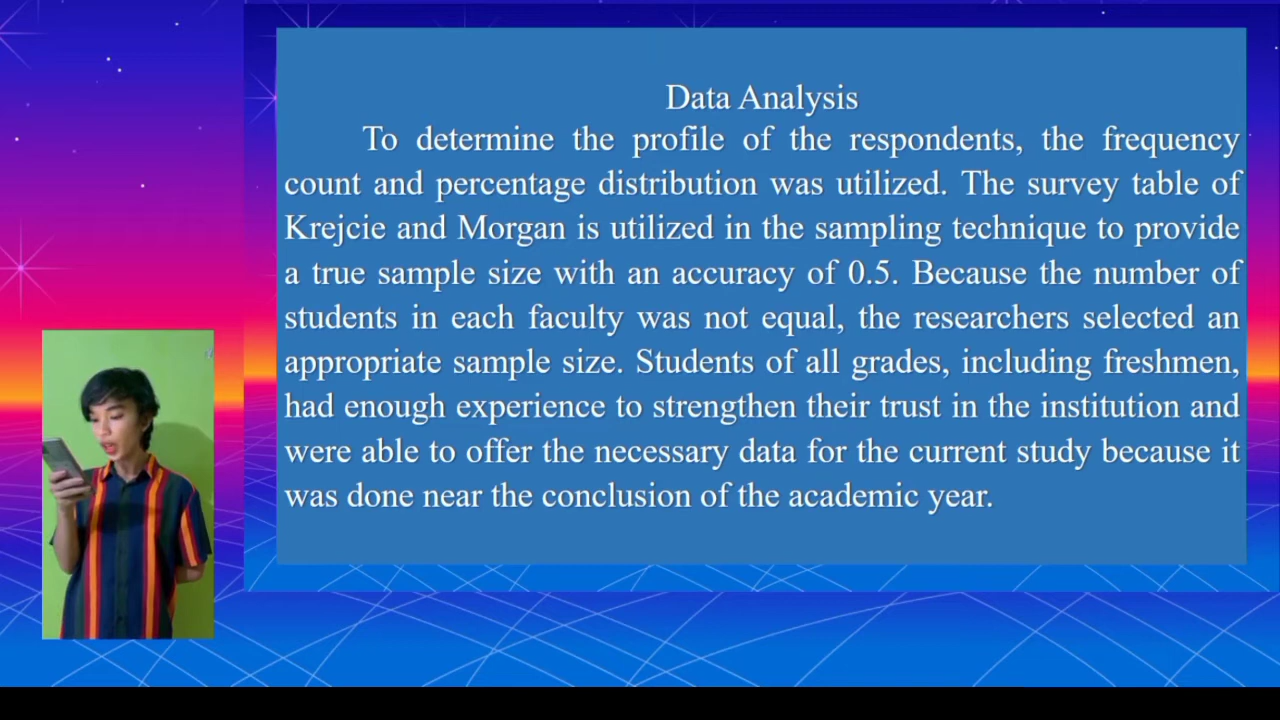 Data Analysis
To determine the profile of the respondents, the frequency
count and percentage distribution was utilized. The survey table of
Krejcie and Morgan is utilized in the sampling technique to provide
a true sample size with an accuracy of 0.5. Because the number of
students in each faculty was not equal, the researchers selected an
appropriate sample size. Students of all grades, including freshmen,
had enough experience to strengthen their trust in the institution and
were able to offer the necessary data for the current study because it
was done near the conclusion of the academic year.